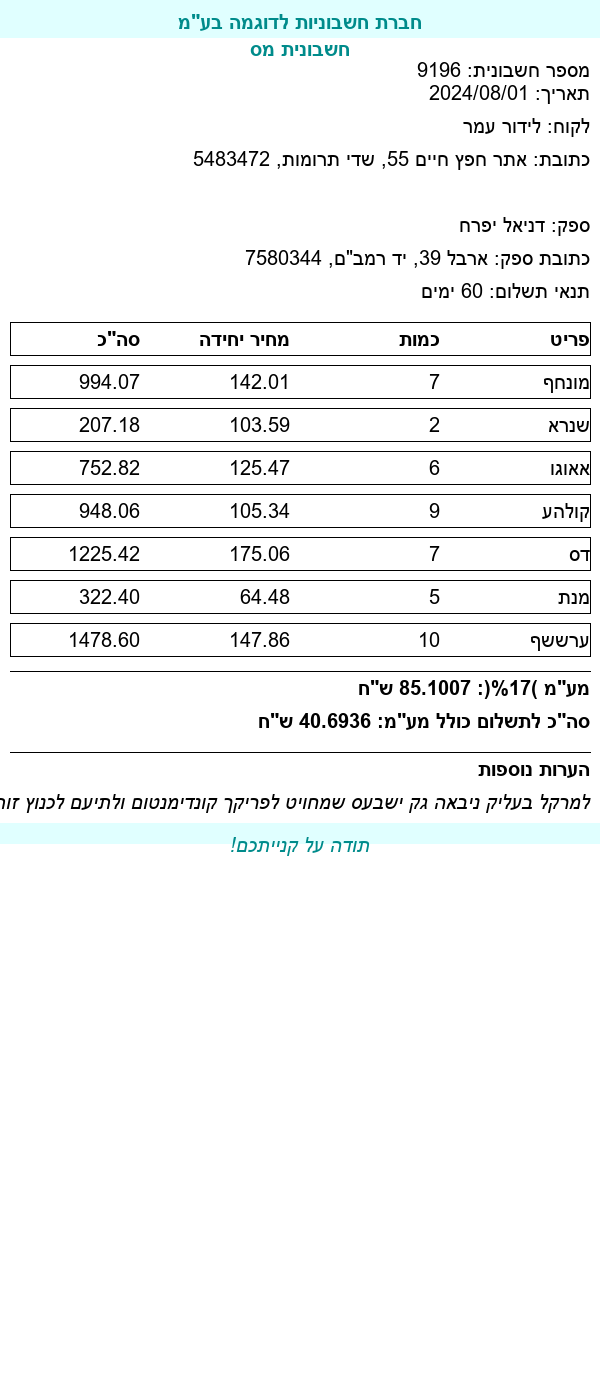 חברת חשבוניות לדוגמה בע"מ
חשבונית מס
מספר חשבונית: 9196
תאריך: 2024/08/01
לקוח: לידור עמר
כתובת: אתר חפץ חיים 55, שדי תרומות, 5483472
ספק: דניאל יפרח
כתובת ספק: ארבל 39, יד רמב"ם, 7580344
תנאי תשלום: 60 ימים
פריט כמות מחיר יחידה סה"כ
מונחף 7 142.01 994.07
שנרא 2 103.59 207.18
אאוגו 6 125.47 752.82
קולהע 9 105.34 948.06
דס 7 175.06 1225.42
מנת 5 64.48 322.40
ערששף 10 147.86 1478.60
מע"מ )17%(: 85.1007 ש"ח
סה"כ לתשלום כולל מע"מ: 40.6936 ש"ח
הערות נוספות
למרקל בעליק ניבאה גק ישבעס שמחויט לפריקך קונדימנטום ולתיעם לכנוץ
תודה על קנייתכם!